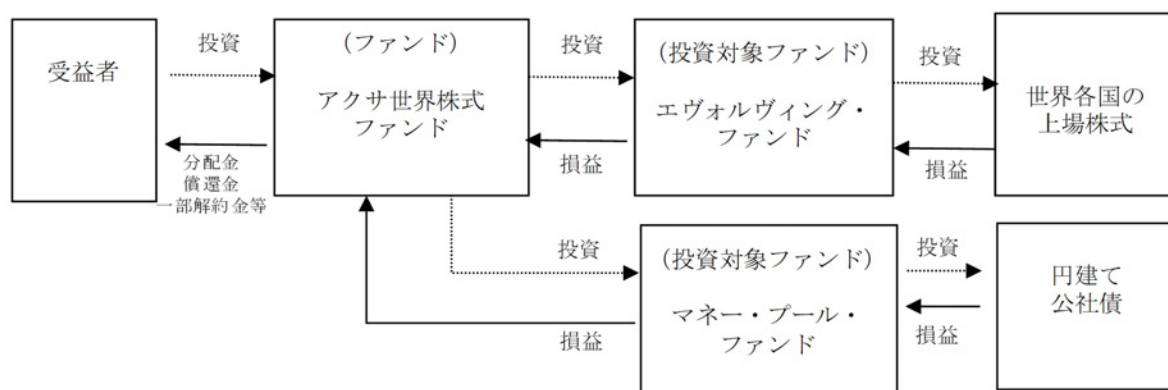 受益者
投資
分配金
償還金
一部解約金等
(ファンド)
アクサ世界株式
ファンド
投資
損益
(投資対象ファンド)
エヴォルヴィング・
ファンド
投資
損益
世界各国の
上場株式
投資
損益
(投資対象ファンド)
マネー・プール・
ファンド
投資
損益
円建て
公社債